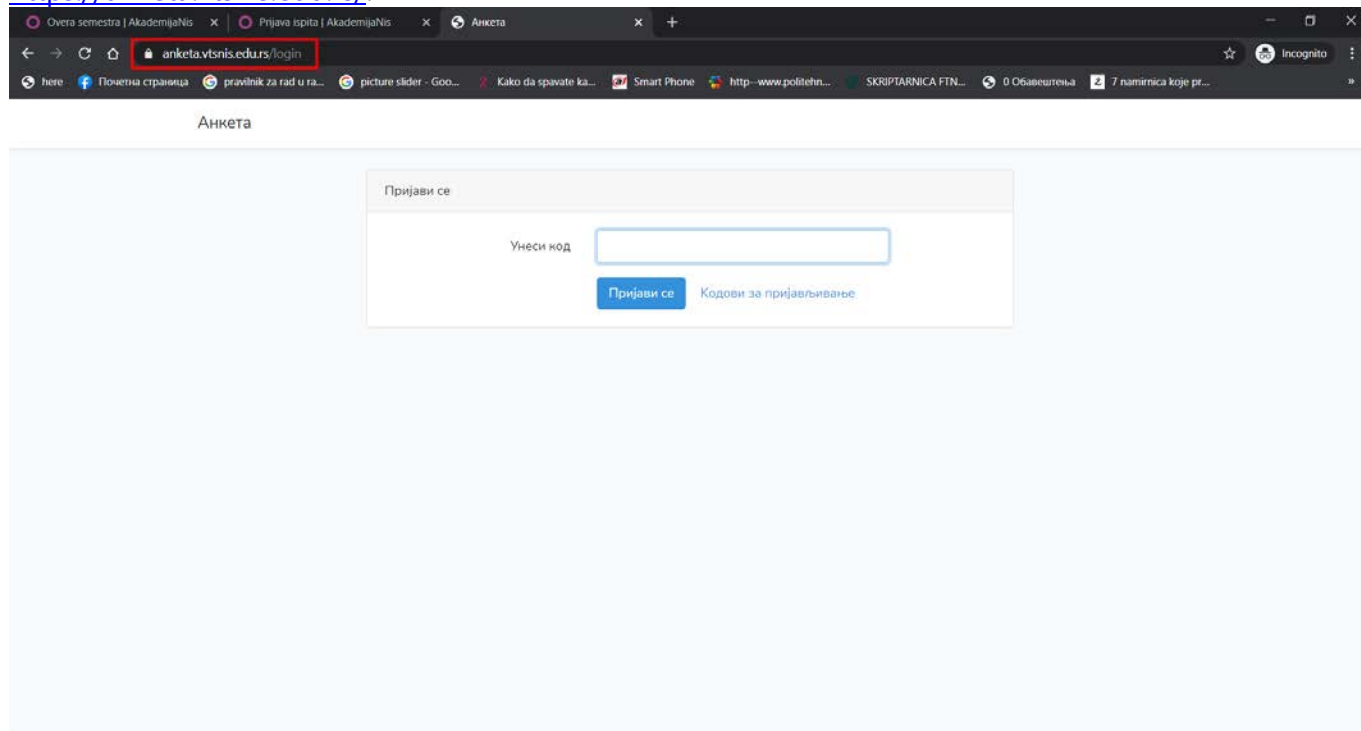 Overa semestra | AkademijaNis
Prijava ispita | AkademijaNis
Анкета
anketa.vtsnis.edu.rs/login
Incognito
here
Почетна страница
pravilnik za rad u ra...
picture slider - Goo...
Kako da spavate ka...
Smart Phone
http--www.politehn...
SKRIPTARNICA FTN...
0 Обавештења
7 namirnica koje pr...
»
Анкета
Пријави се
Унеси код
Пријави се
Кодови за пријављивање